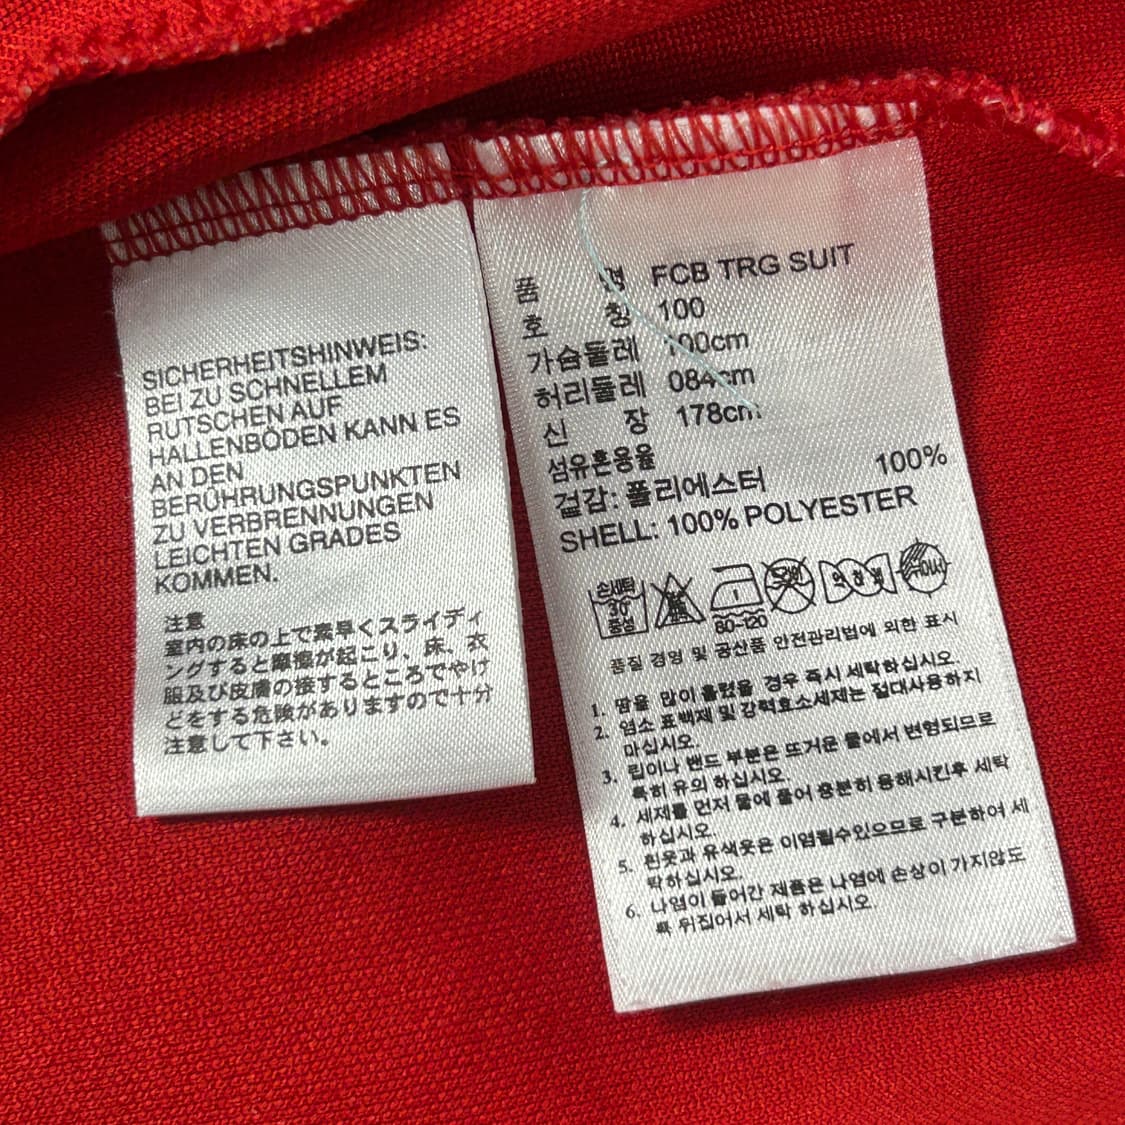 SICHERHEITSHINWEIS:
BEI ZU SCHNELLEM
RUTSCHEN AUF
HALLENBÖDEN KANN ES
AN DEN
BERÜHRUNGSPUNKTEN
ZU VERBRENNUNGEN
LEICHTEN GRADES
KOMMEN.
注意
室内の床の上で素早くスライディ
ングすると摩擦が起こり、床、衣
服及び皮膚の接するところでやけ
どをする危険がありますので十分
注意して下さい。
품 명 FCB TRG SUIT
호 칭 100
가슴둘레 100cm
허리둘레 084cm
신 장 178cm
섬유혼용율
겉감: 폴리에스터 100%
SHELL: 100% POLYESTER
손세탁
30
중성
1
80-120
약하게
품질 경영 및 공산품 안전관리법에 의한 표시
1. 땀을 많이 흘렸을 경우 즉시 세탁하십시오.
2. 염소 표백제 및 강력효소세제는 절대사용하지
마십시오.
3. 립이나 밴드 부분은 뜨거운 물에서 변형되므로
특히 유의 하십시오.
4. 세제를 먼저 물에 풀어 충분히 용해시킨후 세탁
하십시오.
5. 흰옷과 유색옷은 이염될수있으므로 구분하여 세
탁하십시오.
6. 나염이 들어간 제품은 나염에 손상이 가지않도
록 뒤집어서 세탁 하십시오